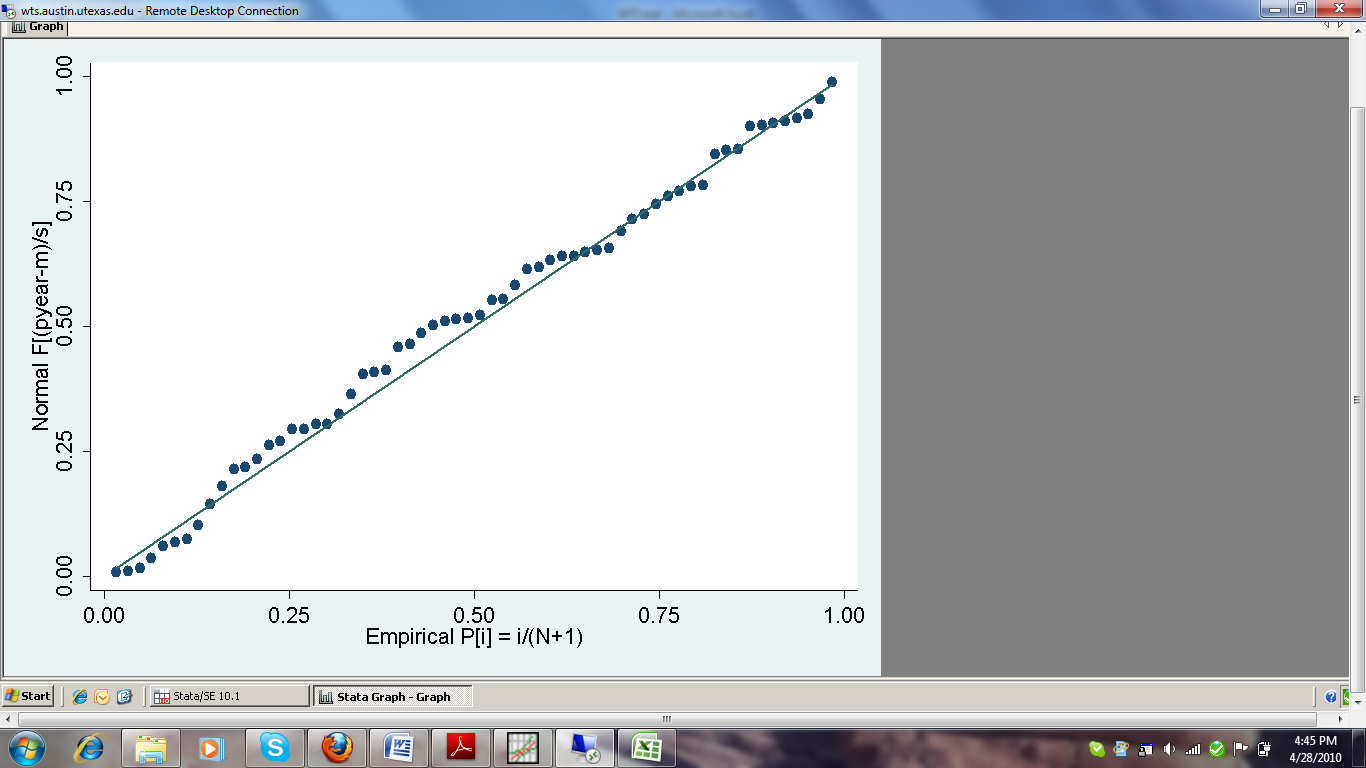 wts.austin.utexas.edu - Remote Desktop Connection
Graph
1.00
0.75
0.50
0.25
0.00
Normal F[(pyear-m)/s]
0.00 0.25 0.50 0.75 1.00
Empirical P[i] = i/(N+1)
Start
Stata/SE 10.1
Stata Graph - Graph
4:45 PM
4/28/2010